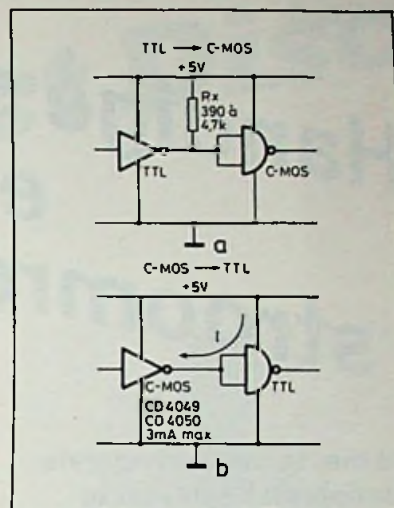 TTL → C-MOS
+5V
Rx
390 à
4,7k
TTL
C-MOS
a
C-MOS → TTL
+5V
I
C-MOS
TTL
CD 4049
CD 4050
3mA max
b